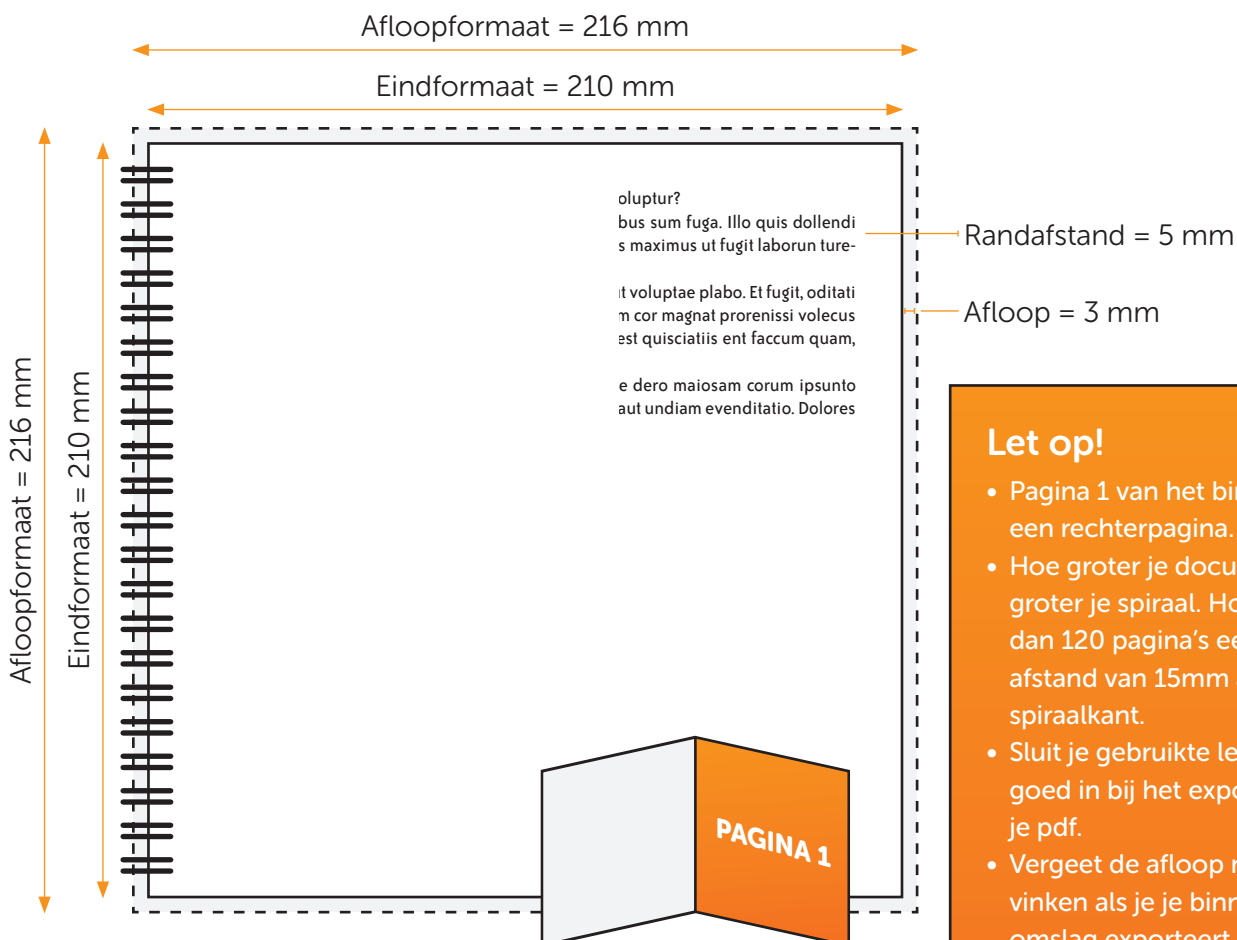 Afloopformaat = 216 mm
Eindformaat = 210 mm
Afloopformaat = 216 mm
Eindformaat = 210 mm
oluptur?
bus sum fuga. Illo quis dollendi
s maximus ut fugit laborun ture-
voluptae plabo. Et fugit, oditati
cor magnat prorenissi volecus
est quisciatiis ent faccum quam,
e dero maiosam corum ipsunto
aut undiam evenditatio. Dolores
Randafstand = 5 mm
Afloop = 3 mm
PAGINA 1
Let op!
• Pagina 1 van het bi
een rechterpagina.
• Hoe groter je docu
groter je spiraal. Ho
dan 120 pagina's ee
afstand van 15mm
spiraalkant.
• Sluit je gebruikte le
goed in bij het expo
je pdf.
• Vergeet de afloop
vinken als je je binn
omslag exporteert